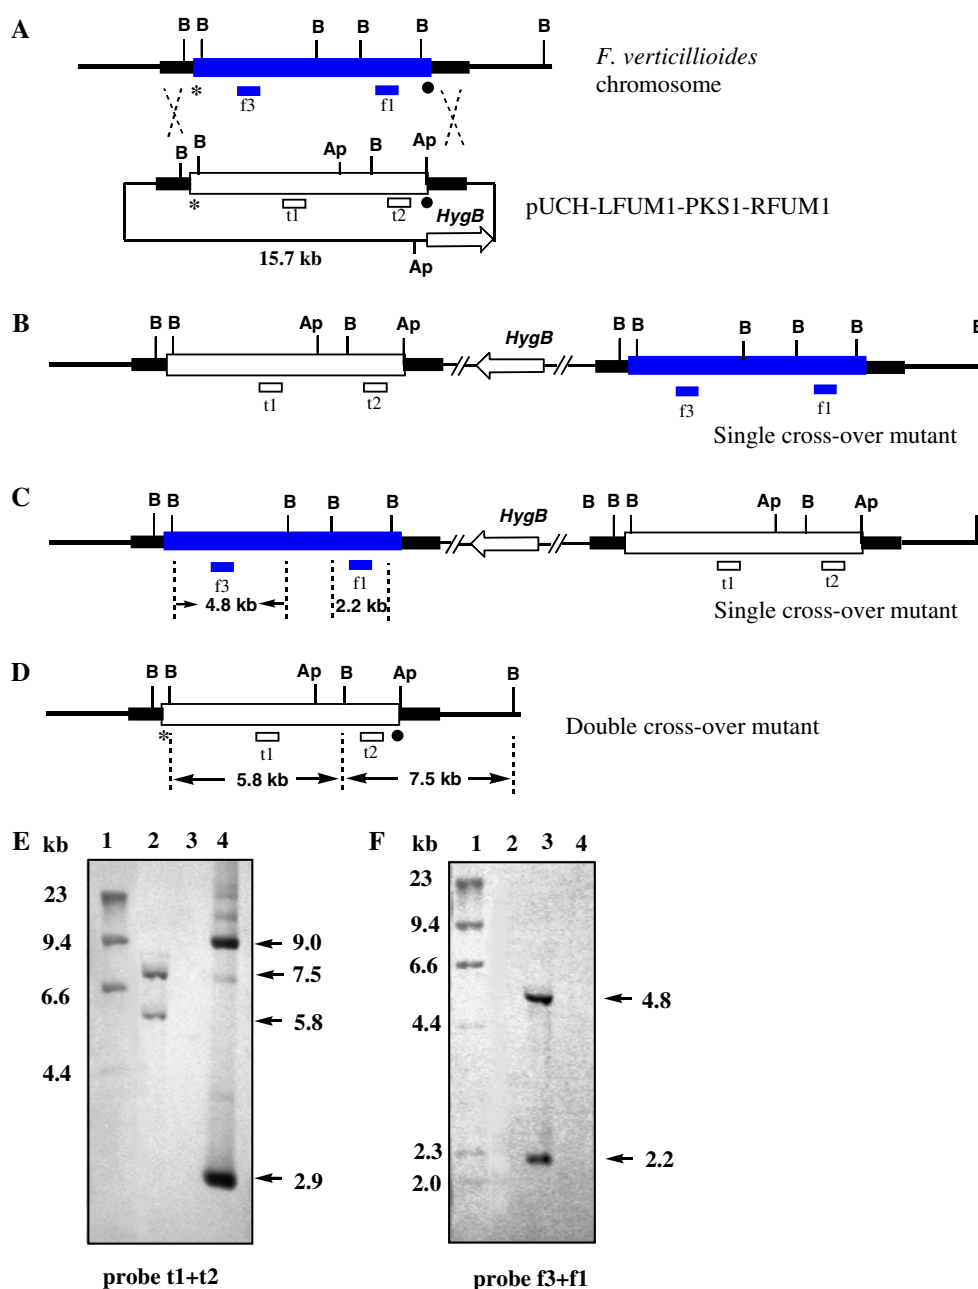 A
B B B B B B
F. verticillioides
chromosome
* f3 f1
B B Ap B Ap
* t1 t2
HygB
pUCH-LFUM1-PKS1-RFUM1
15.7 kb
Ap
B
B B Ap B Ap HygB B B B B B B
t1 t2 f3 f1
Single cross-over mutant
C
B B B B B HygB B B B Ap B Ap
f3 f1 t1 t2
4.8 kb 2.2 kb
Single cross-over mutant
D
B B Ap B Ap B
Double cross-over mutant
* t1 t2
5.8 kb 7.5 kb
E kb 1 2 3 4
23
9.4
6.6
4.4
9.0
7.5
5.8
2.9
probe t1+t2
F kb 1 2 3 4
23
9.4
6.6
4.4
2.3
2.0
4.8
2.2
probe f3+f1